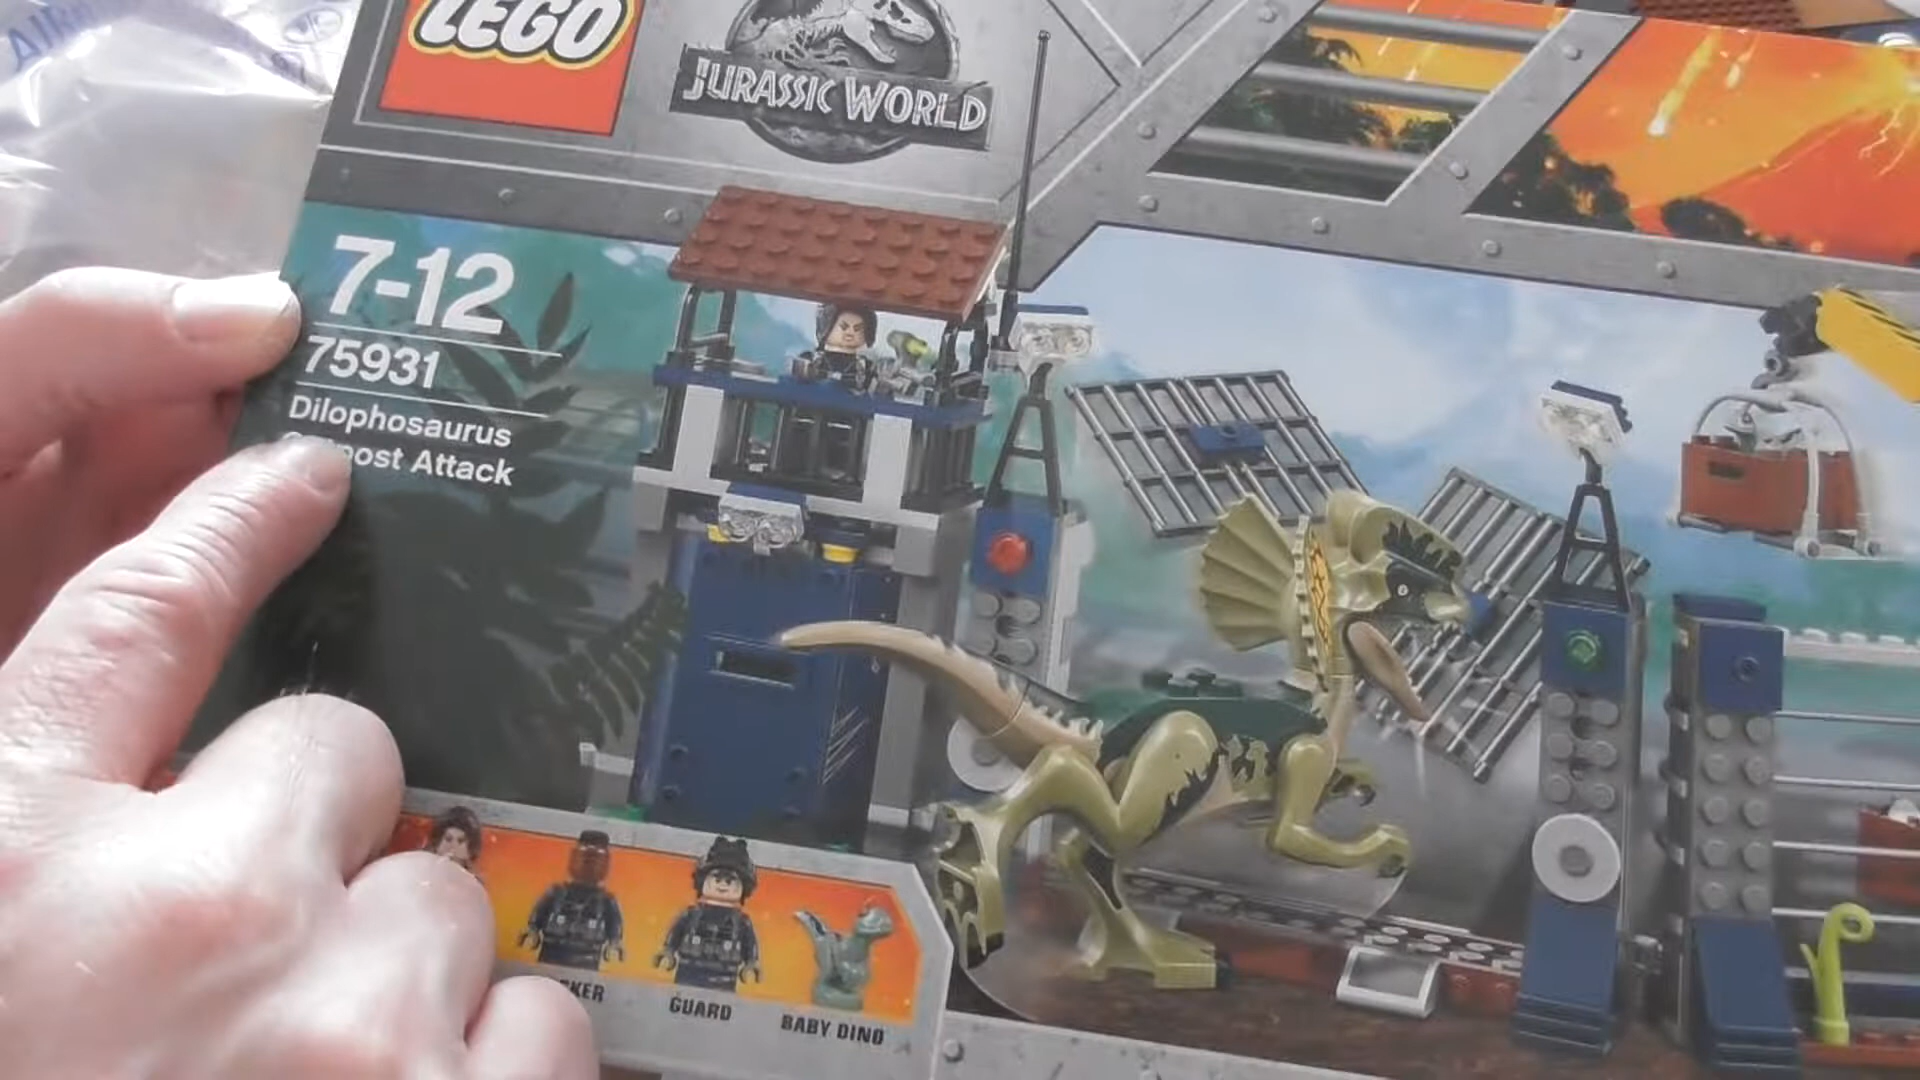 LEGO
JURASSIC WORLD
7-12
75931
Dilophosaurus
Attack
GUARD
BABY DINO